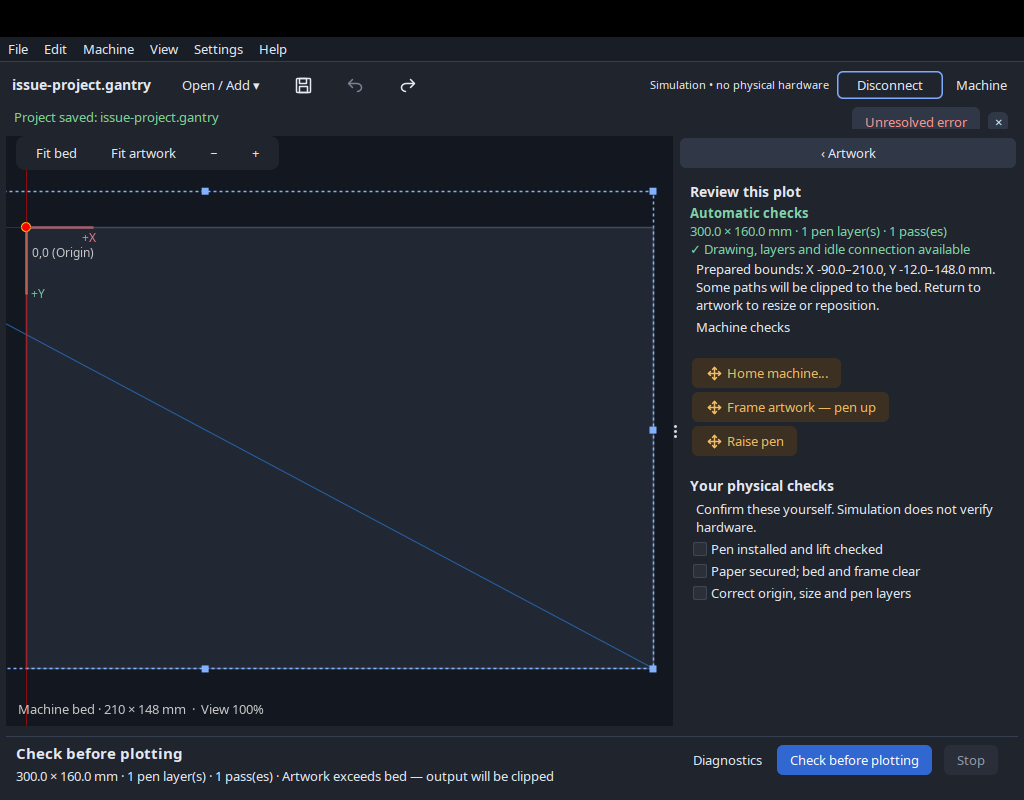 File Edit Machine View Settings Help
issue-project.gantry Open / Add ▾ Simulation • no physical hardware Disconnect Machine
Project saved: issue-project.gantry Unresolved error ×
Fit bed Fit artwork − + ‹ Artwork
+X
0,0 (Origin)
+Y
Machine bed · 210 × 148 mm · View 100%
Review this plot
Automatic checks
300.0 × 160.0 mm · 1 pen layer(s) · 1 pass(es)
✓ Drawing, layers and idle connection available
Prepared bounds: X -90.0–210.0, Y -12.0–148.0 mm.
Some paths will be clipped to the bed. Return to
artwork to resize or reposition.
Machine checks
Home machine...
Frame artwork — pen up
Raise pen
Your physical checks
Confirm these yourself. Simulation does not verify
hardware.
Pen installed and lift checked
Paper secured; bed and frame clear
Correct origin, size and pen layers
Check before plotting
300.0 × 160.0 mm · 1 pen layer(s) · 1 pass(es) · Artwork exceeds bed — output will be clipped
Diagnostics Check before plotting Stop